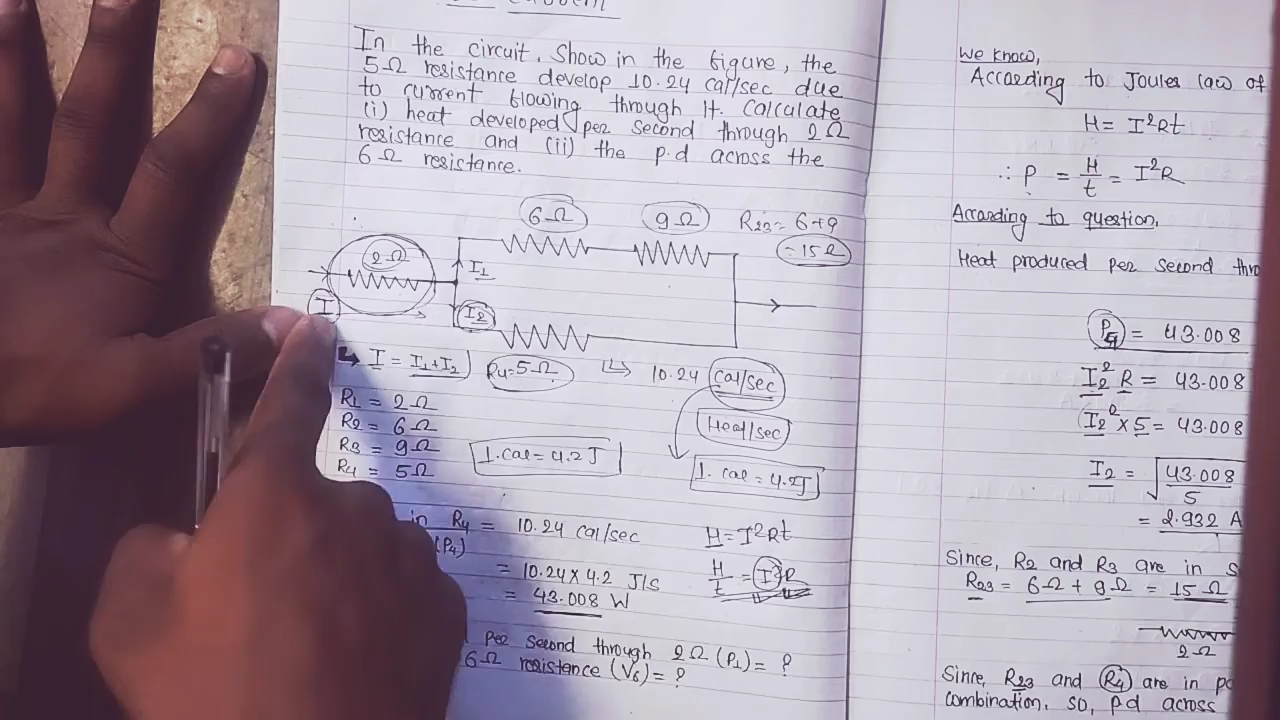 In the circuit. Show in the figure, the
5Ω resistance develop 10.24 cal/sec due
to current flowing through it. Calculate
(i) heat developed per second through 2Ω
resistance and (ii) the p.d across the
6Ω resistance.
6Ω 9Ω R23 = 6+9
= 15Ω
2Ω
I1
I I2
I = I1+I2 R4=5Ω 10.24 cal/sec
Heat/sec
R1 = 2Ω
R2 = 6Ω
R3 = 9Ω
R4 = 5Ω
1.cal = 4.2J
1. cal = 4.2J
in R4 = 10.24 cal/sec
(P4)
= 10.24 x 4.2 J/S
= 43.008 W
H = I²Rt
H/t = I²R
per second through 2Ω (P1) = ?
6Ω resistence (V6) = ?
We know,
According to Joules law of
H = I²Rt
∴ P = H/t = I²R
According to question,
Heat produced per second
P4 = 43.008
I2² R = 43.008
I2² x 5 = 43.008
I2 = √43.008/5
= 2.932 A
Since, R2 and R3 are in
R23 = 6Ω + 9Ω = 15Ω
2Ω
Since, R23 and R4 are in
combination. so, pd across